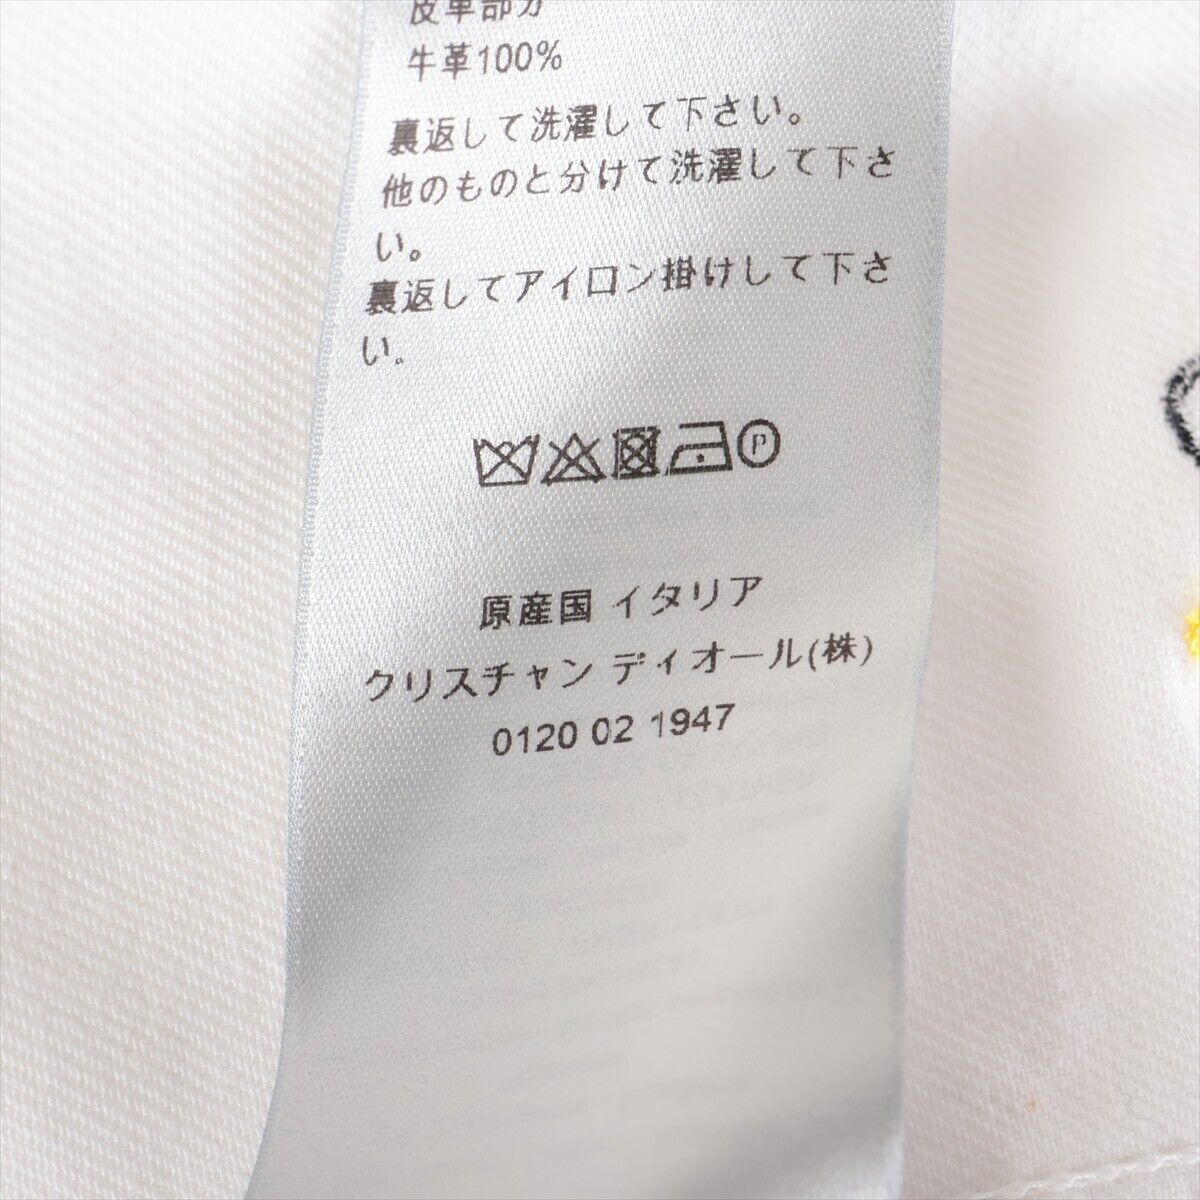 皮革部分
牛革100%
裏返して洗濯して下さい。
他のものと分けて洗濯して下さ
い。
裏返してアイロン掛けして下さ
い。
P
原産国 イタリア
クリスチャン ディオール(株)
0120 02 1947